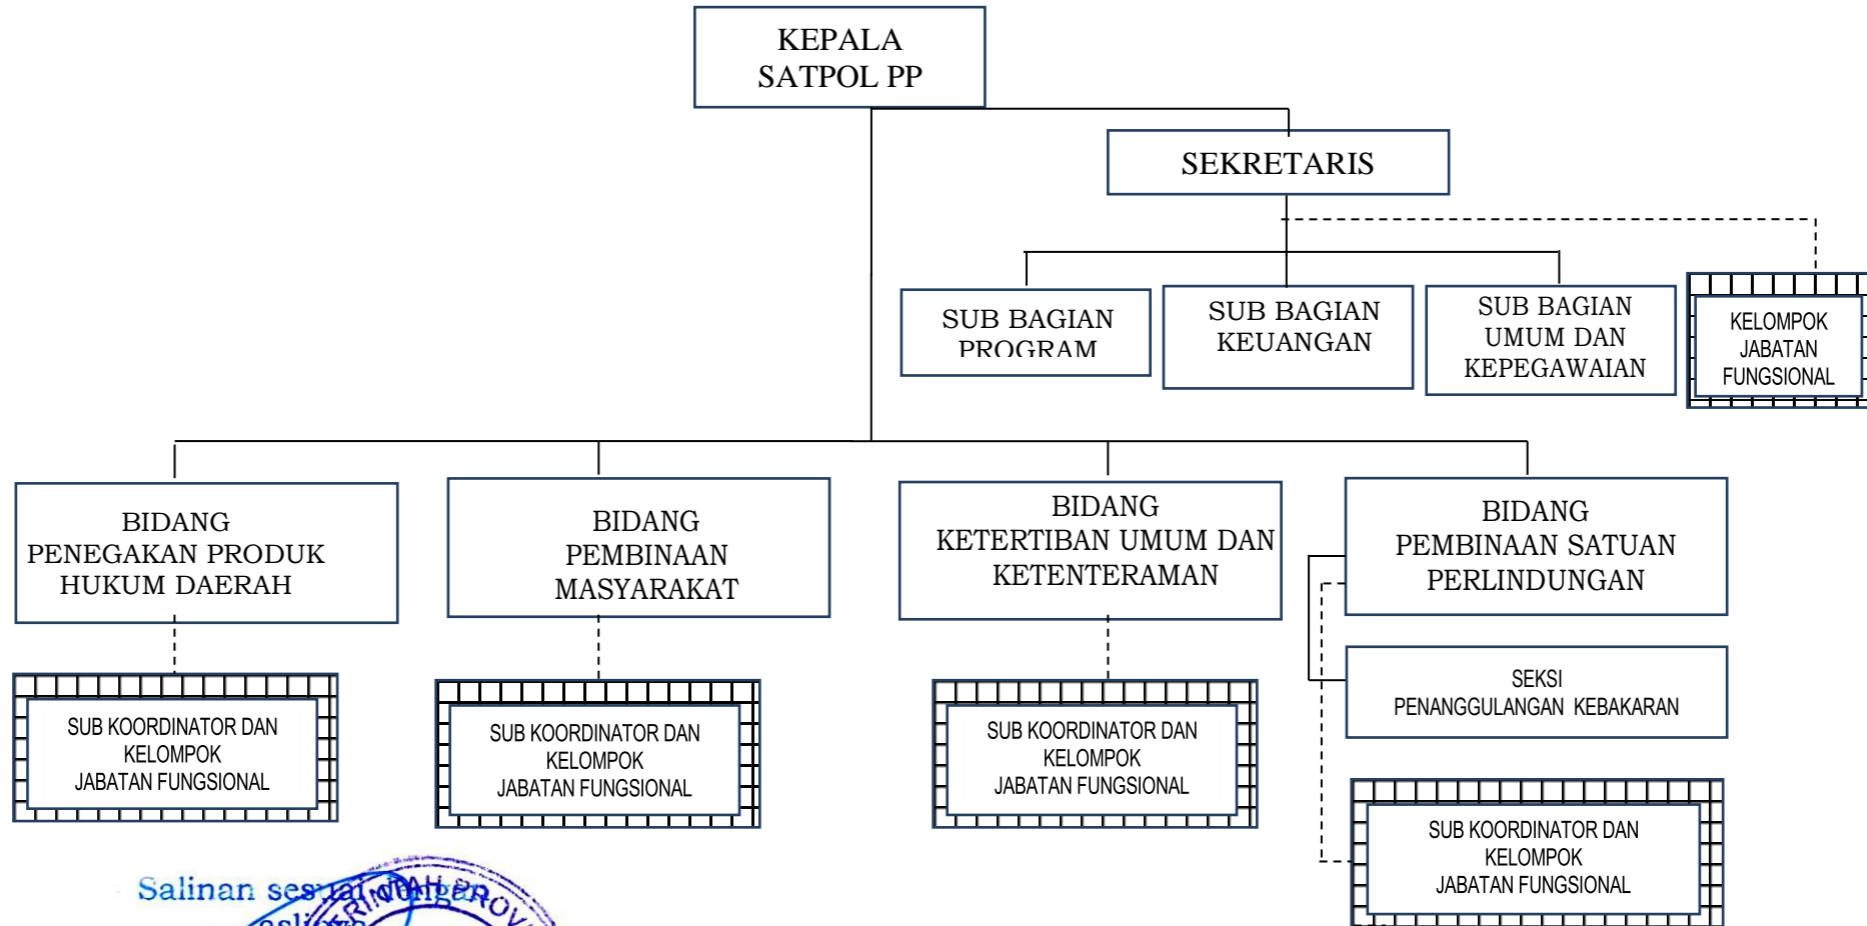 KEPALA
SATPOL PP
SEKRETARIS
SUB BAGIAN
PROGRAM
SUB BAGIAN
KEUANGAN
SUB BAGIAN
UMUM DAN
KEPEGAWAIAN
KELOMPOK
JABATAN
FUNGSIONAL
BIDANG
PENEGAKAN PRODUK
HUKUM DAERAH
BIDANG
PEMBINAAN
MASYARAKAT
BIDANG
KETERTIBAN UMUM DAN
KETENTERAMAN
BIDANG
PEMBINAAN SATUAN
PERLINDUNGAN
SEKSI
PENANGGULANGAN KEBAKARAN
SUB KOORDINATOR DAN
KELOMPOK
JABATAN FUNGSIONAL
SUB KOORDINATOR DAN
KELOMPOK
JABATAN FUNGSIONAL
SUB KOORDINATOR DAN
KELOMPOK
JABATAN FUNGSIONAL
SUB KOORDINATOR DAN
KELOMPOK
JABATAN FUNGSIONAL
Salinan sesuai dengan